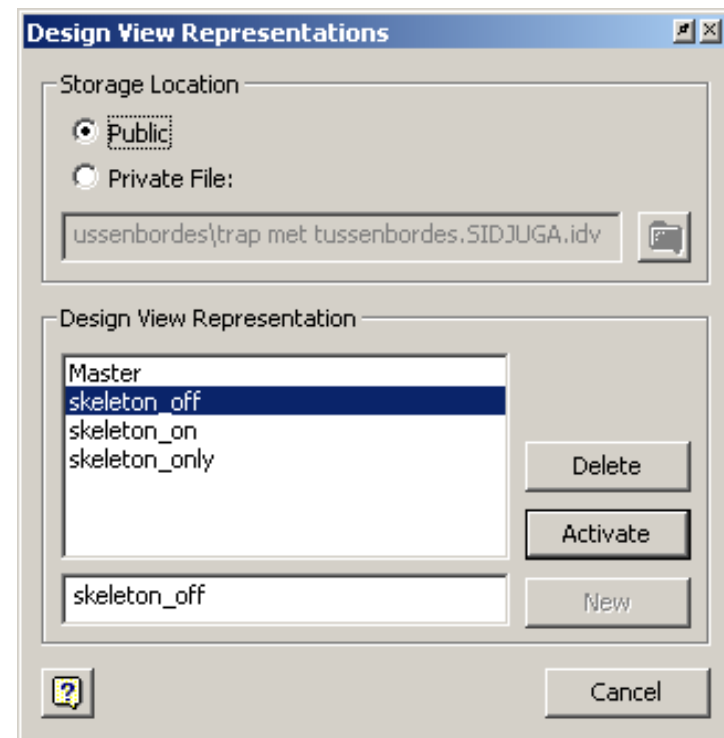 Design View Representations
Storage Location
Public
Private File:
ussenbordes\trap met tussenbordes.SIDJUGA.idv
Design View Representation
Master
skeleton_off
skeleton_on
skeleton_only
Delete
Activate
skeleton_off
New
?
Cancel